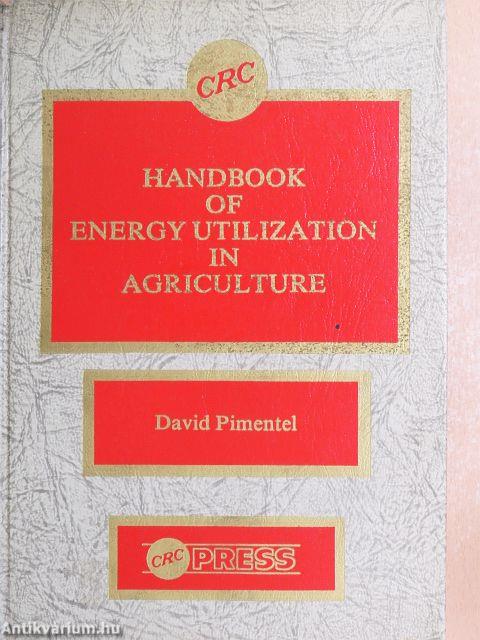 CRC
HANDBOOK
OF
ENERGY UTILIZATION
IN
AGRICULTURE
David Pimentel
CRC PRESS
Antikvarium.hu